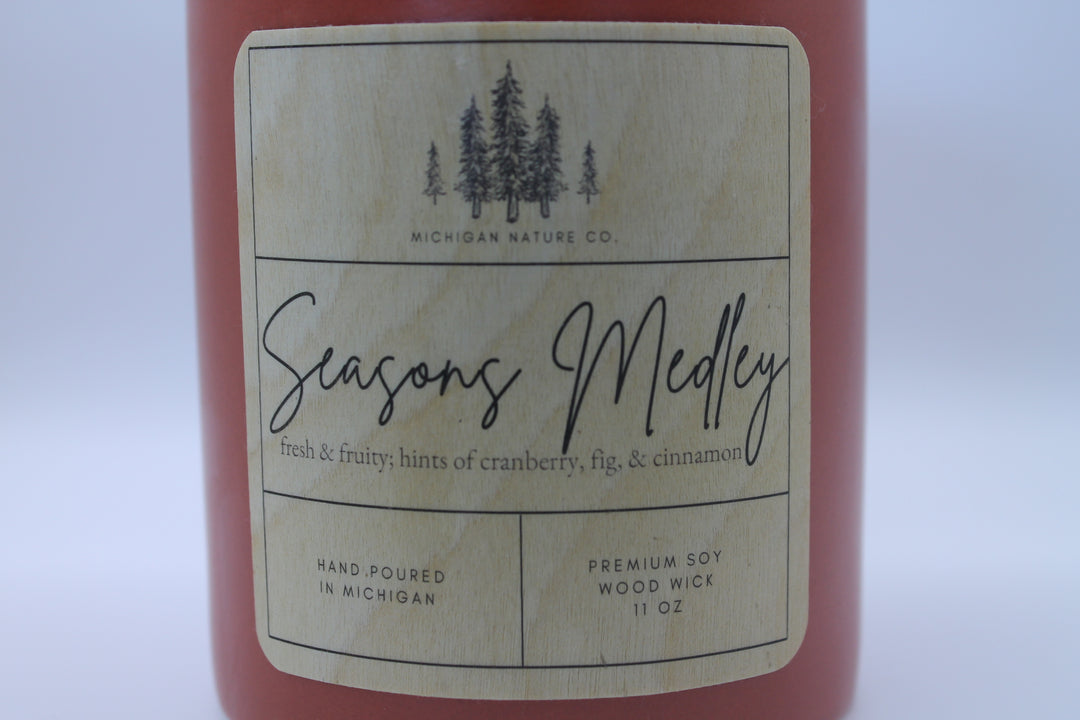 MICHIGAN NATURE CO.
Seasons Medley
fresh & fruity; hints of cranberry, fig, & cinnamon
HAND POURED
IN MICHIGAN
PREMIUM SOY
WOOD WICK
11 OZ